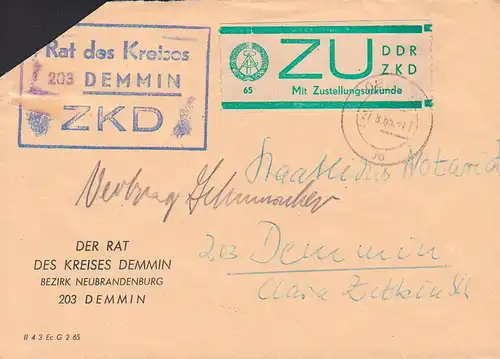 Rat des Kreises
203 DEMMIN
ZKD
ZU
DDR
ZKD
65
Mit Zustellungsurkunde
Staatliches Notariat
Vertrag
203 Demmin
Clara Zetkin Str
DER RAT
DES KREISES DEMMIN
BEZIRK NEUBRANDENBURG
203 DEMMIN
II 4 3 Ec G 2 65